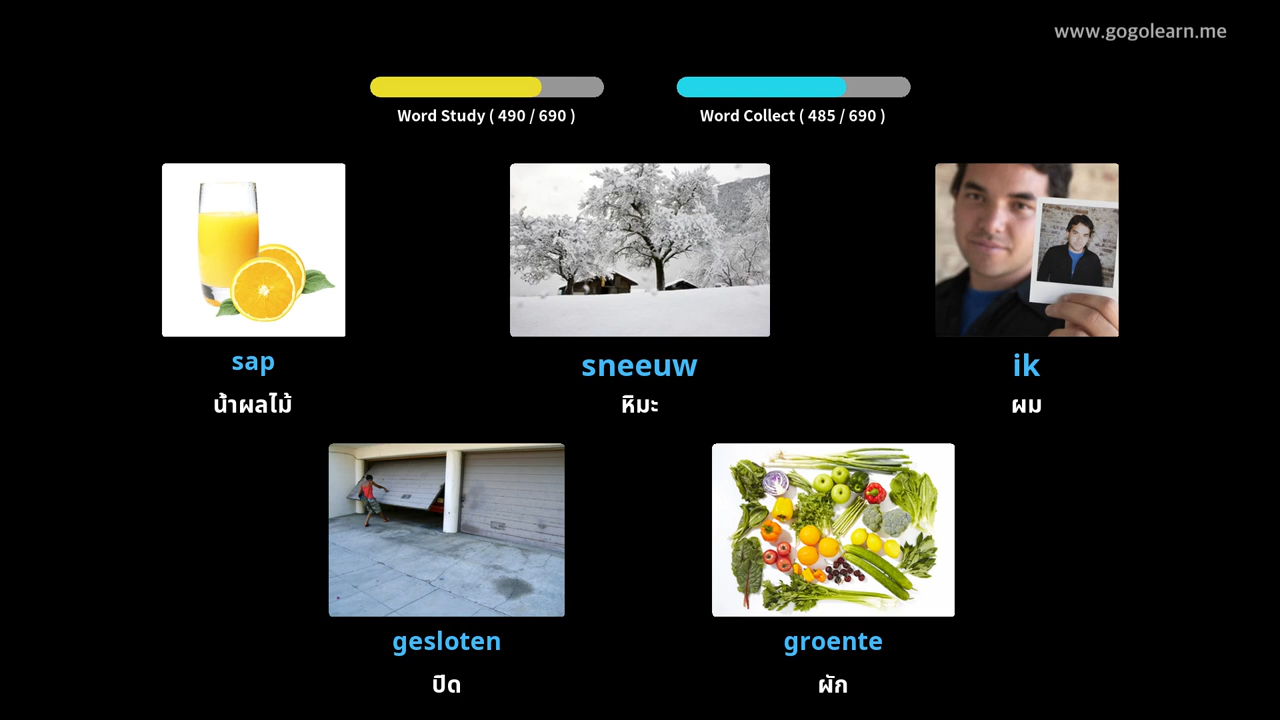 www.gogolearn.me
Word Study ( 490 / 690 )
Word Collect ( 485 / 690 )
sap
น้ำผลไม้
sneeuw
หิมะ
ik
ผม
gesloten
ปิด
groente
ผัก